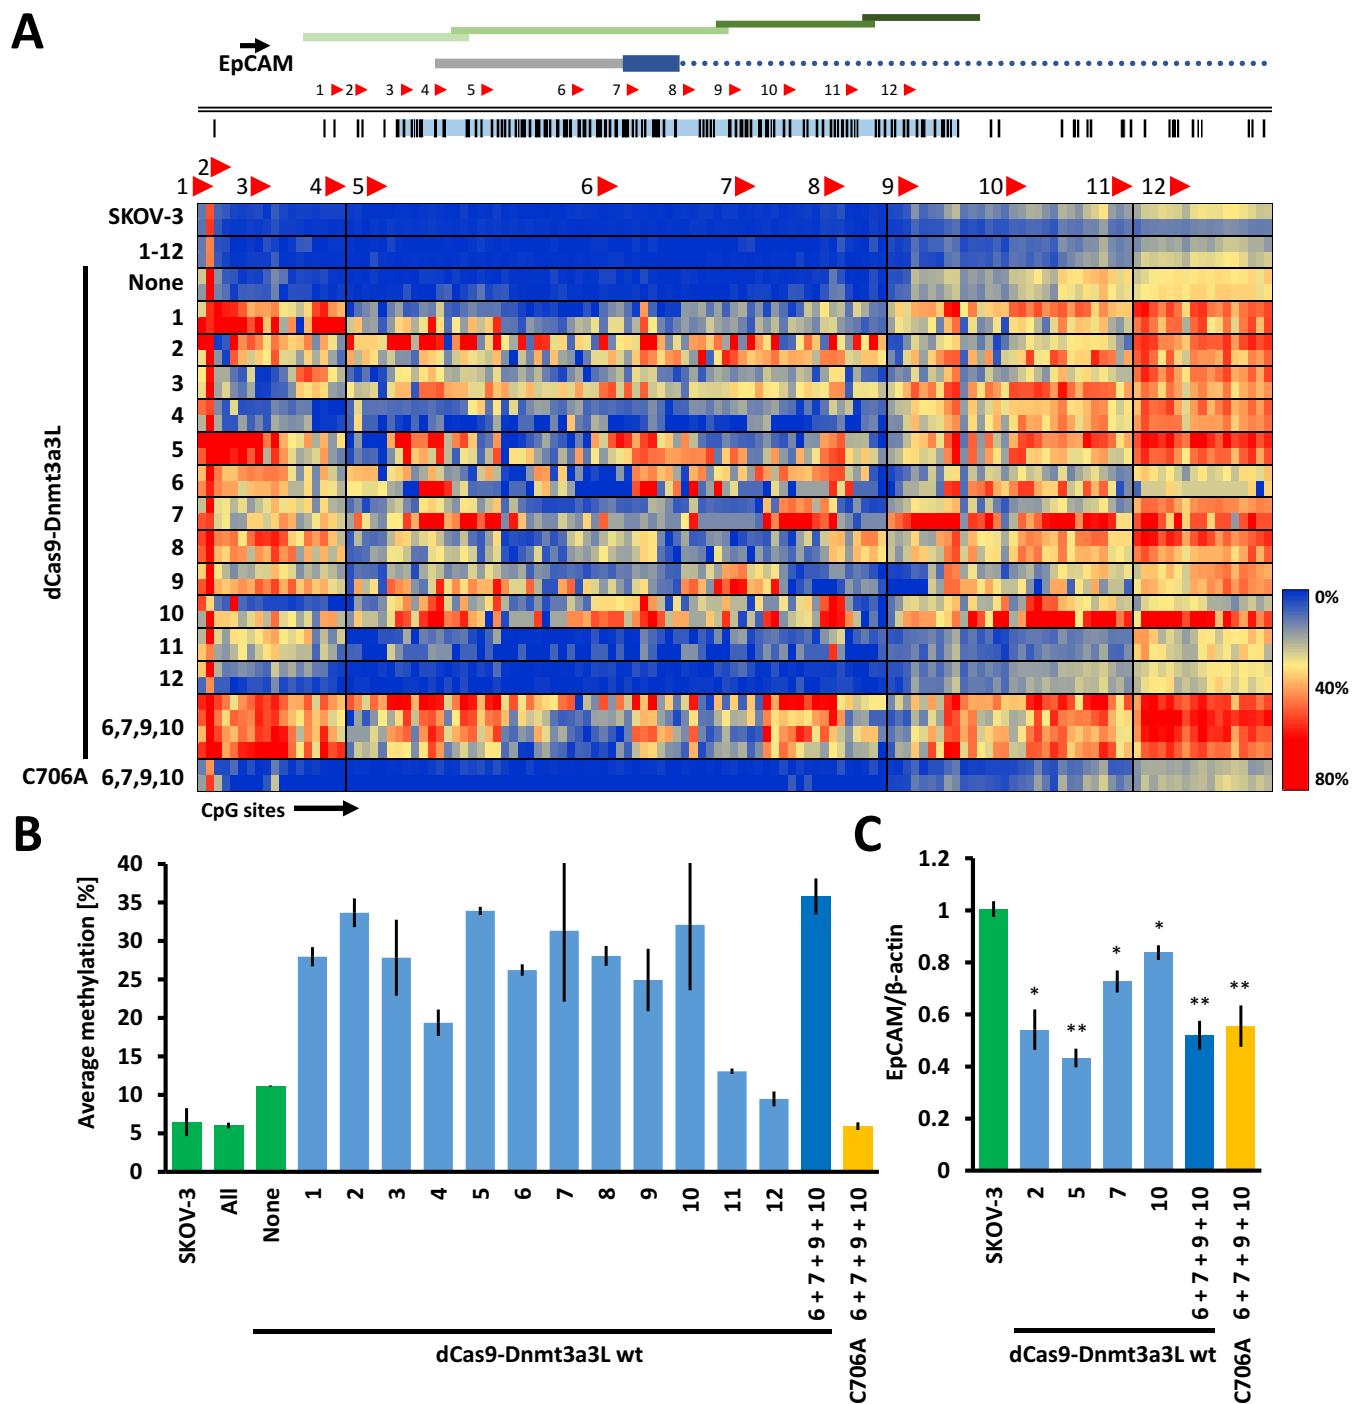 A
EpCAM
1 2 3 4 5 6 7 8 9 10 11 12
2
1 3 4 5 6 7 8 9 10 11 12
SKOV-3
1-12
None
1
2
3
4
5
6
7
8
9
10
11
12
6,7,9,10
C706A 6,7,9,10
dCas9-Dnmt3a3L
0%
40%
80%
CpG sites
B
Average methylation [%]
40
35
30
25
20
15
10
5
0
SKOV-3
All
None
1
2
3
4
5
6
7
8
9
10
11
12
6 + 7 + 9 + 10
C706A 6 + 7 + 9 + 10
dCas9-Dnmt3a3L wt
C
EpCAM/β-actin
1.2
1
0.8
0.6
0.4
0.2
0
* ** * * ** **
SKOV-3
2
5
7
10
6 + 7 + 9 + 10
C706A 6 + 7 + 9 + 10
dCas9-Dnmt3a3L wt